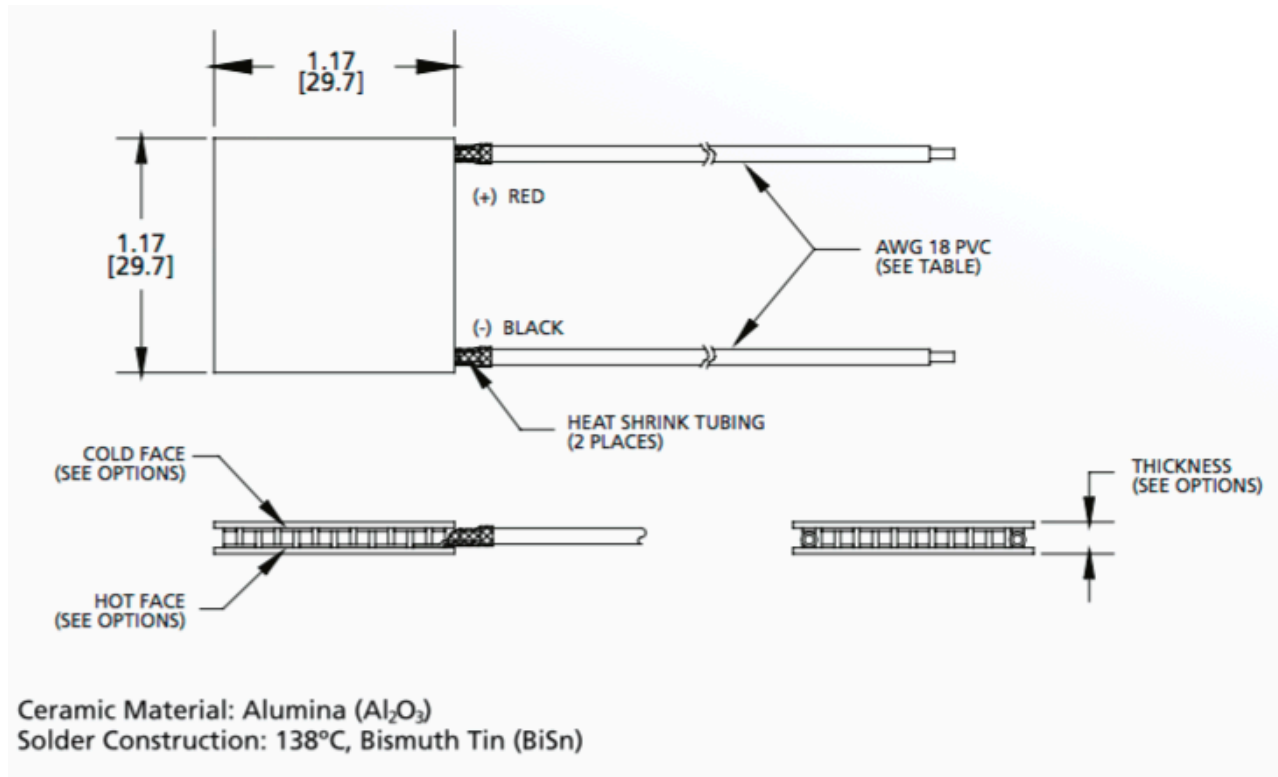 1.17
[29.7]
(+) RED
1.17
[29.7]
AWG 18 PVC
(SEE TABLE)
(-) BLACK
HEAT SHRINK TUBING
(2 PLACES)
COLD FACE
(SEE OPTIONS)
THICKNESS
(SEE OPTIONS)
HOT FACE
(SEE OPTIONS)
Ceramic Material: Alumina (Al₂O₃)
Solder Construction: 138ºC, Bismuth Tin (BiSn)